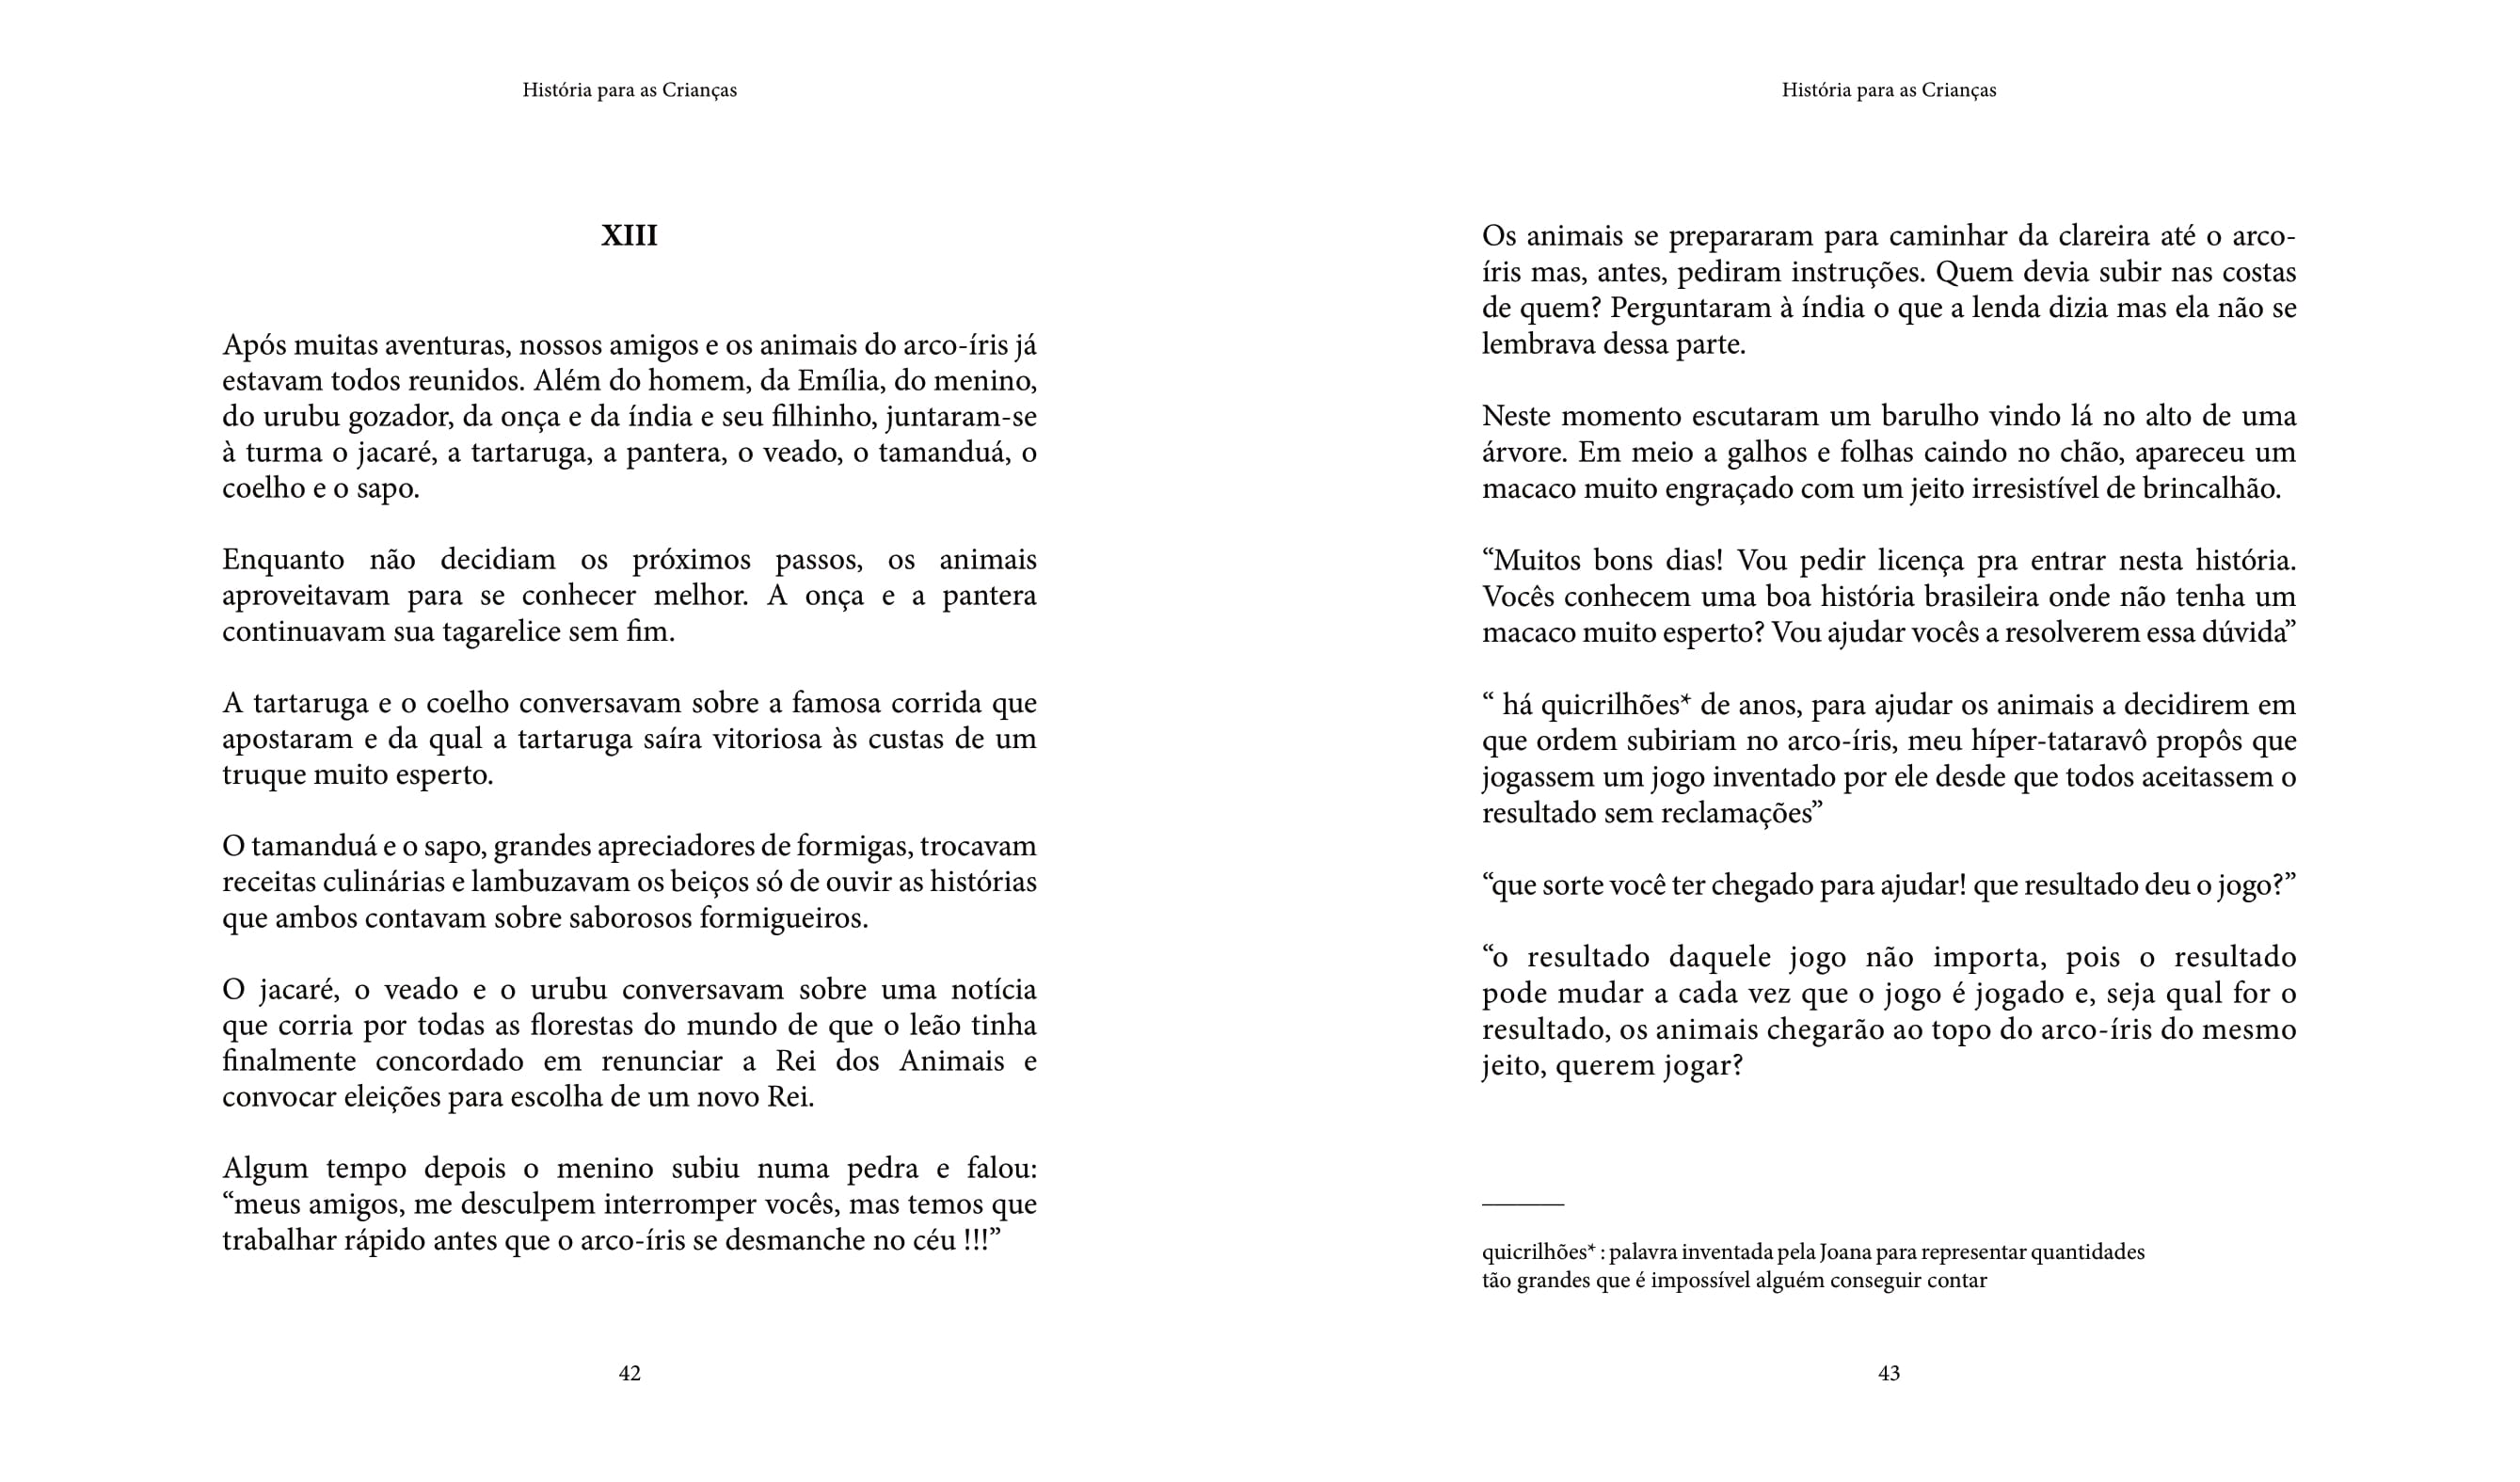 História para as Crianças
XIII
Após muitas aventuras, nossos amigos e os animais do arco-íris já
estavam todos reunidos. Além do homem, da Emília, do menino,
do urubu gozador, da onça e da índia e seu filhinho, juntaram-se
à turma o jacaré, a tartaruga, a pantera, o veado, o tamanduá, o
coelho e o sapo.
Enquanto não decidiam os próximos passos, os animais
aproveitavam para se conhecer melhor. A onça e a pantera
continuavam sua tagarelice sem fim.
A tartaruga e o coelho conversavam sobre a famosa corrida que
apostaram e da qual a tartaruga saíra vitoriosa às custas de um
truque muito esperto.
O tamanduá e o sapo, grandes apreciadores de formigas, trocavam
receitas culinárias e lambuzavam os beiços só de ouvir as histórias
que ambos contavam sobre saborosos formigueiros.
O jacaré, o veado e o urubu conversavam sobre uma notícia
que corria por todas as florestas do mundo de que o leão tinha
finalmente concordado em renunciar a Rei dos Animais e
convocar eleições para escolha de um novo Rei.
Algum tempo depois o menino subiu numa pedra e falou:
“meus amigos, me desculpem interromper vocês, mas temos que
trabalhar rápido antes que o arco-íris se desmanche no céu !!!”
42
História para as Crianças
Os animais se prepararam para caminhar da clareira até o arco-
íris mas, antes, pediram instruções. Quem devia subir nas costas
de quem? Perguntaram à índia o que a lenda dizia mas ela não se
lembrava dessa parte.
Neste momento escutaram um barulho vindo lá no alto de uma
árvore. Em meio a galhos e folhas caindo no chão, apareceu um
macaco muito engraçado com um jeito irresistível de brincalhão.
“Muitos bons dias! Vou pedir licença pra entrar nesta história.
Vocês conhecem uma boa história brasileira onde não tenha um
macaco muito esperto? Vou ajudar vocês a resolverem essa dúvida”
“ há quicrilhões* de anos, para ajudar os animais a decidirem em
que ordem subiriam no arco-íris, meu híper-tataravô propôs que
jogassem um jogo inventado por ele desde que todos aceitassem o
resultado sem reclamações”
“que sorte você ter chegado para ajudar! que resultado deu o jogo?”
“o resultado daquele jogo não importa, pois o resultado
pode mudar a cada vez que o jogo é jogado e, seja qual for o
resultado, os animais chegarão ao topo do arco-íris do mesmo
jeito, querem jogar?
quicrilhões* : palavra inventada pela Joana para representar quantidades
tão grandes que é impossível alguém conseguir contar
43